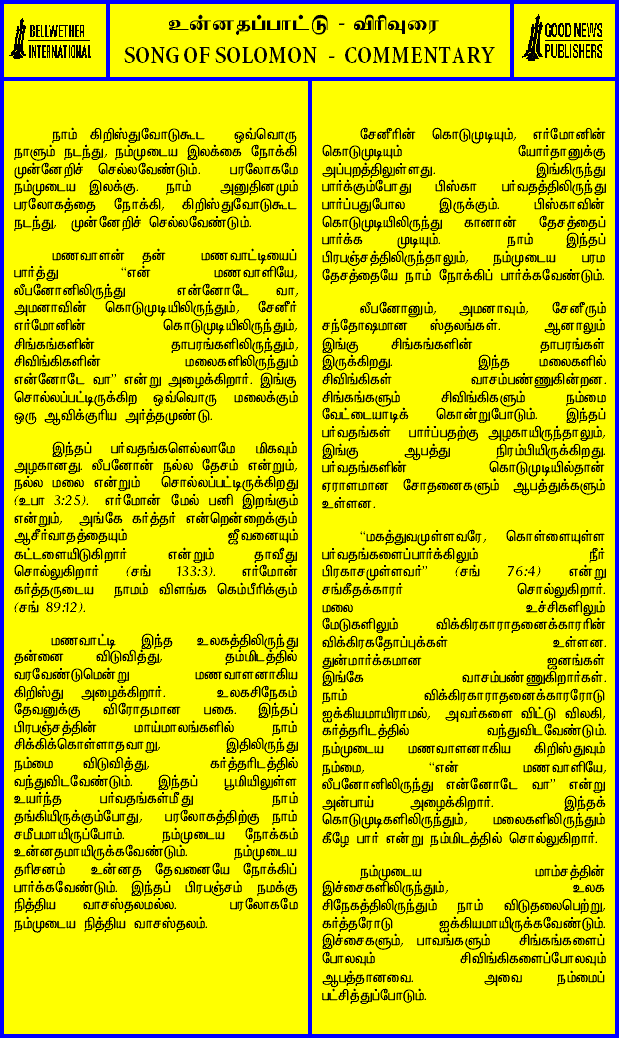 BELLWETHER
INTERNATIONAL
உன்னதப்பாட்டு - விரிவுரை
SONG OF SOLOMON - COMMENTARY
GOOD NEWS
PUBLISHERS
நாம் கிறிஸ்துவோடுகூட ஒவ்வொரு
நாளும் நடந்து, நம்முடைய இலக்கை நோக்கி
முன்னேறிச் செல்லவேண்டும். பரலோகமே
நம்முடைய இலக்கு. நாம் அனுதினமும்
பரலோகத்தை நோக்கி, கிறிஸ்துவோடுகூட
நடந்து, முன்னேறிச் செல்லவேண்டும்.
மணவாளன் தன் மணவாட்டியைப்
பார்த்து "என் மணவாளியே,
லீபனோனிலிருந்து என்னோடே வா,
அமனாவின் கொடுமுடியிலிருந்தும், சேனீர்
எர்மோனின் கொடுமுடியிலிருந்தும்,
சிங்கங்களின் தாபரங்களிலிருந்தும்,
சிவிங்கிகளின் மலைகளிலிருந்தும்
என்னோடே வா" என்று அழைக்கிறார். இங்கு
சொல்லப்பட்டிருக்கிற ஒவ்வொரு மலைக்கும்
ஒரு ஆவிக்குரிய அர்த்தமுண்டு.
இந்தப் பர்வதங்களெல்லாமே மிகவும்
அழகானது. லீபனோன் நல்ல தேசம் என்றும்,
நல்ல மலை என்றும் சொல்லப்பட்டிருக்கிறது
(உபா 3:25). எர்மோன் மேல் பனி இறங்கும்
என்றும், அங்கே கர்த்தர் என்றென்றைக்கும்
ஆசீர்வாதத்தையும் ஜீவனையும்
கட்டளையிடுகிறார் என்றும் தாவீது
சொல்லுகிறார் (சங் 133:3). எர்மோன்
கர்த்தருடைய நாமம் விளங்க கெம்பீரிக்கும்
(சங் 89:12).
மணவாட்டி இந்த உலகத்திலிருந்து
தன்னை விடுவித்து, தம்மிடத்தில்
வரவேண்டுமென்று மணவாளனாகிய
கிறிஸ்து அழைக்கிறார். உலகசிநேகம்
தேவனுக்கு விரோதமான பகை. இந்தப்
பிரபஞ்சத்தின் மாய்மாலங்களில் நாம்
சிக்கிக்கொள்ளாதவாறு, இதிலிருந்து
நம்மை விடுவித்து, கர்த்தரிடத்தில்
வந்துவிடவேண்டும். இந்தப் பூமியிலுள்ள
உயர்ந்த பர்வதங்கள்மீது நாம்
தங்கியிருக்கும்போது, பரலோகத்திற்கு நாம்
சமீபமாயிருப்போம். நம்முடைய நோக்கம்
உன்னதமாயிருக்கவேண்டும். நம்முடைய
தரிசனம் உன்னத தேவனையே நோக்கிப்
பார்க்கவேண்டும். இந்தப் பிரபஞ்சம் நமக்கு
நித்திய வாசஸ்தலமல்ல. பரலோகமே
நம்முடைய நித்திய வாசஸ்தலம்.
சேனீரின் கொடுமுடியும், எர்மோனின்
கொடுமுடியும் யோர்தானுக்கு
அப்புறத்திலுள்ளது. இங்கிருந்து
பார்க்கும்போது பிஸ்கா பர்வதத்திலிருந்து
பார்ப்பதுபோல இருக்கும். பிஸ்காவின்
கொடுமுடியிலிருந்து கானான் தேசத்தைப்
பார்க்க முடியும். நாம் இந்தப்
பிரபஞ்சத்திலிருந்தாலும், நம்முடைய பரம
தேசத்தையே நாம் நோக்கிப் பார்க்கவேண்டும்.
லீபனோனும், அமனாவும், சேனீரும்
சந்தோஷமான ஸ்தலங்கள். ஆனாலும்
இங்கு சிங்கங்களின் தாபரங்கள்
இருக்கிறது. இந்த மலைகளில்
சிவிங்கிகள் வாசம்பண்ணுகின்றன.
சிங்கங்களும் சிவிங்கிகளும் நம்மை
வேட்டையாடிக் கொன்றுபோடும். இந்தப்
பர்வதங்கள் பார்ப்பதற்கு அழகாயிருந்தாலும்,
இங்கு ஆபத்து நிரம்பியிருக்கிறது.
பர்வதங்களின் கொடுமுடியில்தான்
ஏராளமான சோதனைகளும் ஆபத்துக்களும்
உள்ளன.
"மகத்துவமுள்ளவரே, கொள்ளையுள்ள
பர்வதங்களைப்பார்க்கிலும் நீர்
பிரகாசமுள்ளவர்" (சங் 76:4) என்று
சங்கீதக்காரர் சொல்லுகிறார்.
மலை உச்சிகளிலும்
மேடுகளிலும் விக்கிரகாராதனைக்காரரின்
விக்கிரகதோப்புக்கள் உள்ளன.
துன்மார்க்கமான ஜனங்கள்
இங்கே வாசம்பண்ணுகிறார்கள்.
நாம் விக்கிரகாராதனைக்காரரோடு
ஐக்கியமாயிராமல், அவர்களை விட்டு விலகி,
கர்த்தரிடத்தில் வந்துவிடவேண்டும்.
நம்முடைய மணவாளனாகிய கிறிஸ்துவும்
நம்மை, "என் மணவாளியே,
லீபனோனிலிருந்து என்னோடே வா" என்று
அன்பாய் அழைக்கிறார். இந்தக்
கொடுமுடிகளிலிருந்தும், மலைகளிலிருந்தும்
கீழே பார் என்று நம்மிடத்தில் சொல்லுகிறார்.
நம்முடைய மாம்சத்தின்
இச்சைகளிலிருந்தும், உலக
சிநேகத்திலிருந்தும் நாம் விடுதலைபெற்று,
கர்த்தரோடு ஐக்கியமாயிருக்கவேண்டும்.
இச்சைகளும், பாவங்களும் சிங்கங்களைப்
போலவும் சிவிங்கிகளைப்போலவும்
ஆபத்தானவை. அவை நம்மைப்
பட்சித்துப்போடும்.